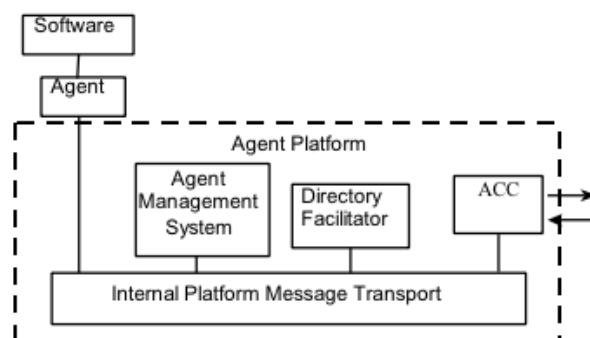 Software
Agent
Agent Platform
Agent
Management
System
Directory
Facilitator
ACC
Internal Platform Message Transport